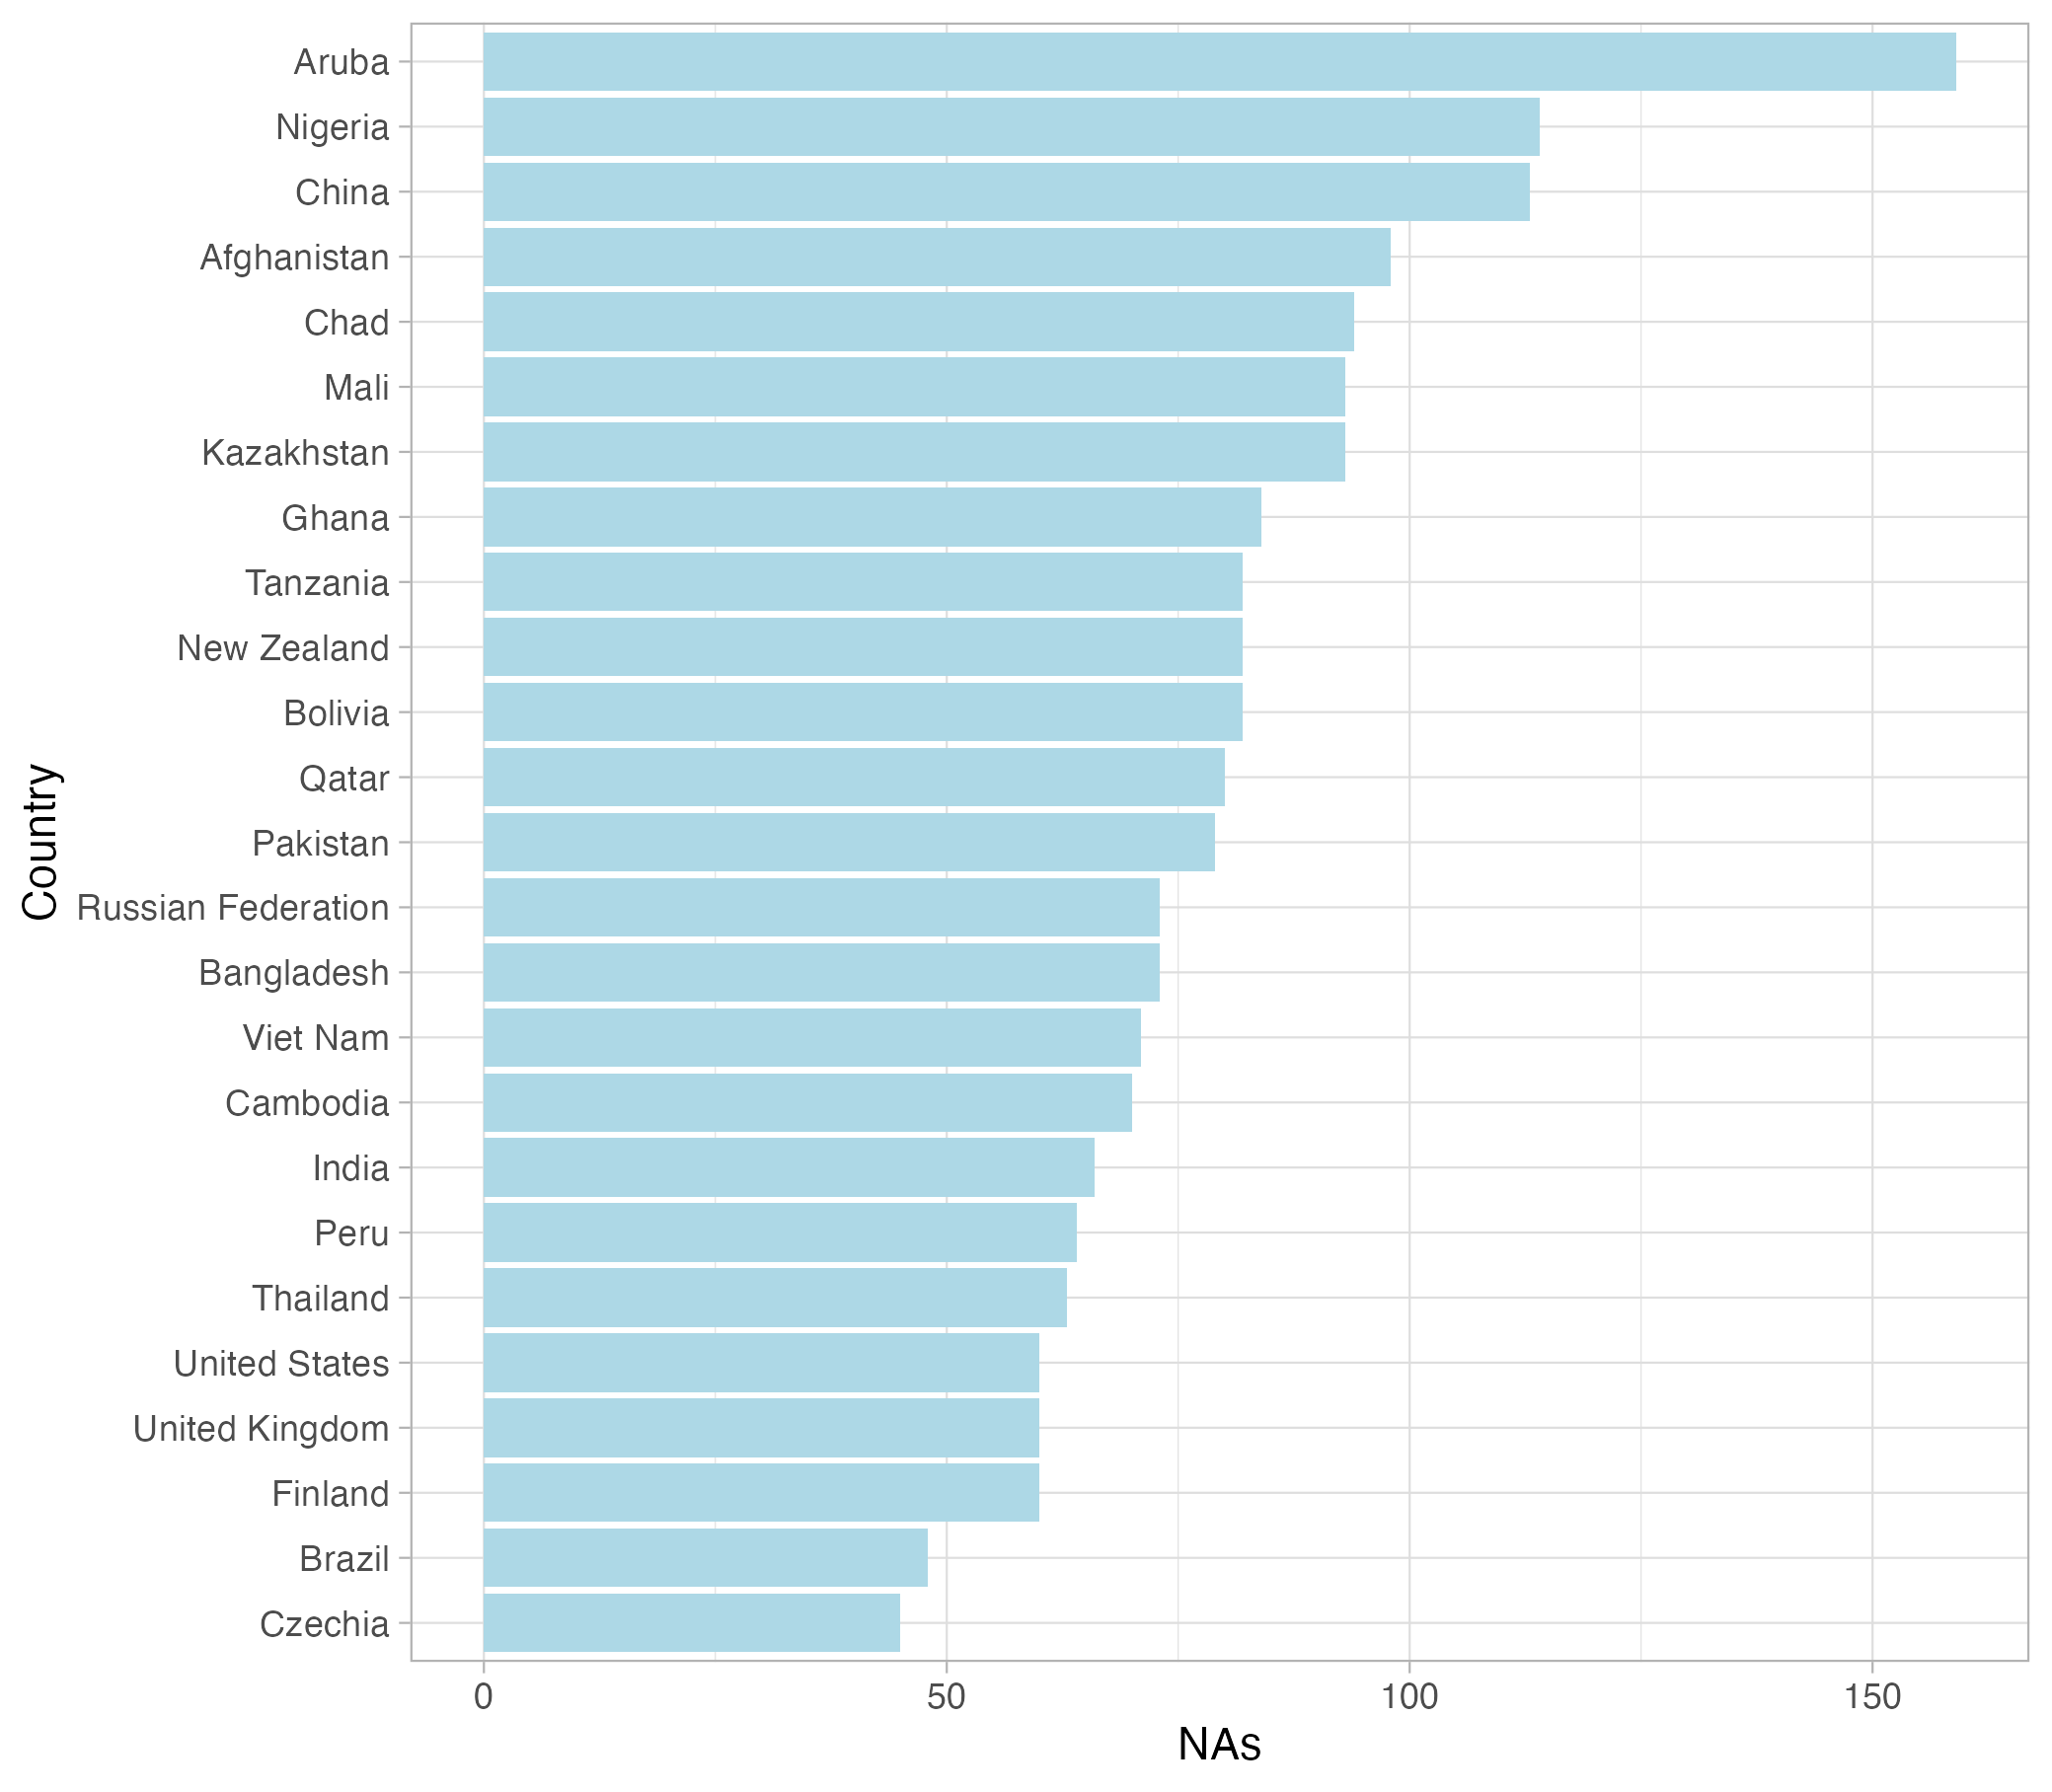 Aruba
Nigeria
China
Afghanistan
Chad
Mali
Kazakhstan
Ghana
Tanzania
New Zealand
Bolivia
Qatar
Pakistan
Russian Federation
Bangladesh
Viet Nam
Cambodia
India
Peru
Thailand
United States
United Kingdom
Finland
Brazil
Czechia
Country
0 50 100 150
NAs